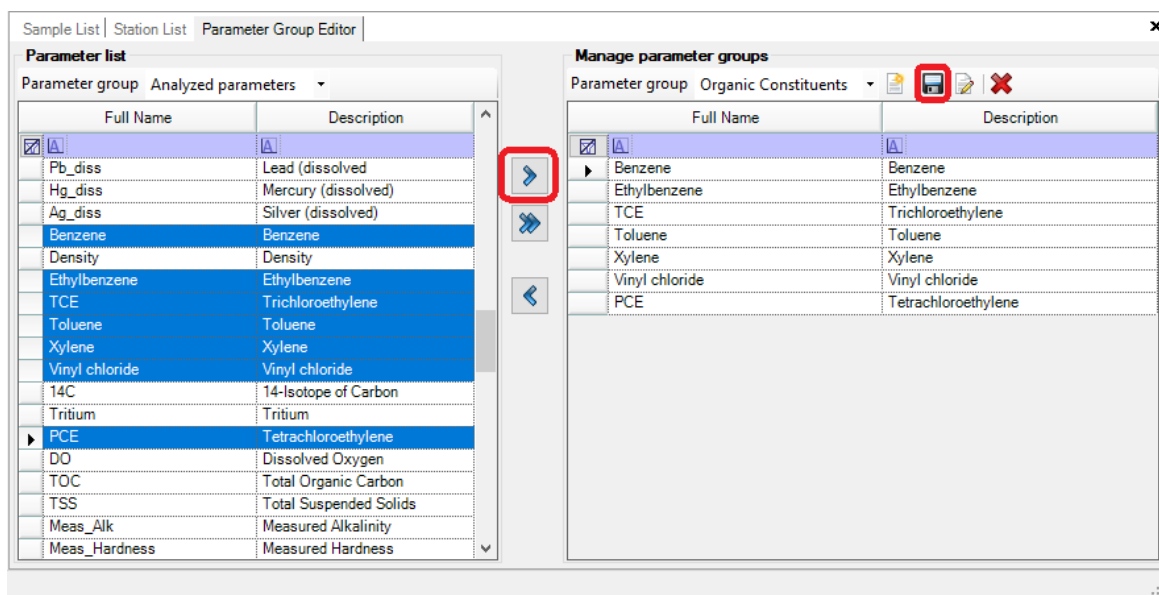 Sample List Station List Parameter Group Editor
Parameter list
Parameter group Analyzed parameters
Full Name Description
A A
Pb_diss Lead (dissolved
Hg_diss Mercury (dissolved)
Ag_diss Silver (dissolved)
Benzene Benzene
Density Density
Ethylbenzene Ethylbenzene
TCE Trichloroethylene
Toluene Toluene
Xylene Xylene
Vinyl chloride Vinyl chloride
14C 14-Isotope of Carbon
Tritium Tritium
PCE Tetrachloroethylene
DO Dissolved Oxygen
TOC Total Organic Carbon
TSS Total Suspended Solids
Meas_Alk Measured Alkalinity
Meas_Hardness Measured Hardness
Manage parameter groups
Parameter group Organic Constituents
Full Name Description
A A
Benzene Benzene
Ethylbenzene Ethylbenzene
TCE Trichloroethylene
Toluene Toluene
Xylene Xylene
Vinyl chloride Vinyl chloride
PCE Tetrachloroethylene